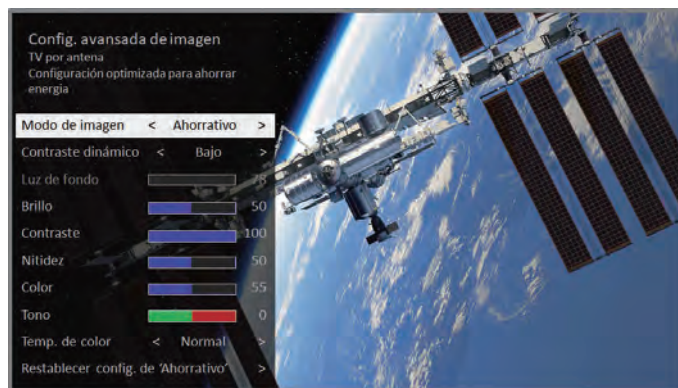 Config. avansada de imagen
TV por antena
Configuración optimizada para ahorrar
energia
Modo de imagen < Ahorrativo >
Contraste dinámico < Bajo >
Luz de fondo 78
Brillo 50
Contraste 100
Nitidez 50
Color 55
Tono 0
Temp. de color < Normal >
Restablecer config. de 'Ahorrativo' >